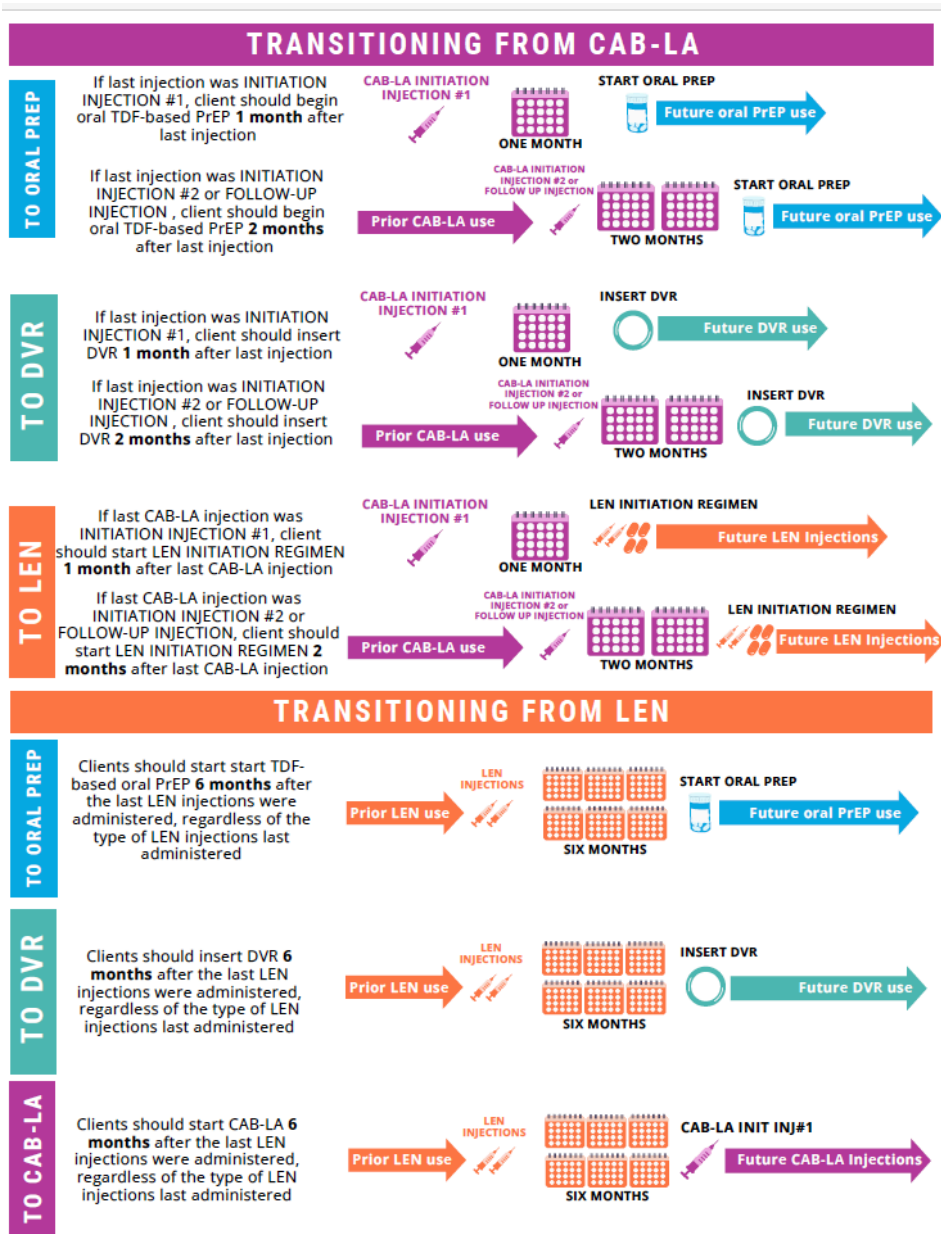 TRANSITIONING FROM CAB-LA
TO ORAL PREP
If last injection was INITIATION
INJECTION #1, client should begin
oral TDF-based PrEP 1 month after
last injection
CAB-LA INITIATION
INJECTION #1
ONE MONTH
START ORAL PREP
Future oral PrEP use
If last injection was INITIATION
INJECTION #2 or FOLLOW-UP
INJECTION , client should begin
oral TDF-based PrEP 2 months
after last injection
Prior CAB-LA use
CAB-LA INITIATION
INJECTION #2 or
FOLLOW UP INJECTION
TWO MONTHS
START ORAL PREP
Future oral PrEP use
TO DVR
If last injection was INITIATION
INJECTION #1, client should insert
DVR 1 month after last injection
CAB-LA INITIATION
INJECTION #1
ONE MONTH
INSERT DVR
Future DVR use
If last injection was INITIATION
INJECTION #2 or FOLLOW-UP
INJECTION , client should insert
DVR 2 months after last injection
Prior CAB-LA use
CAB-LA INITIATION
INJECTION #2 or
FOLLOW UP INJECTION
TWO MONTHS
INSERT DVR
Future DVR use
TO LEN
If last CAB-LA injection was
INITIATION INJECTION #1, client
should start LEN INITIATION REGIMEN
1 month after last CAB-LA injection
CAB-LA INITIATION
INJECTION #1
ONE MONTH
LEN INITIATION REGIMEN
Future LEN Injections
If last CAB-LA injection was
INITIATION INJECTION #2 or
FOLLOW-UP INJECTION, client should
start LEN INITIATION REGIMEN 2
months after last CAB-LA injection
Prior CAB-LA use
CAB-LA INITIATION
INJECTION #2 or
FOLLOW UP INJECTION
TWO MONTHS
LEN INITIATION REGIMEN
Future LEN Injections
TRANSITIONING FROM LEN
TO ORAL PREP
Clients should start start TDF-
based oral PrEP 6 months after
the last LEN injections were
administered, regardless of the
type of LEN injections last
administered
Prior LEN use
LEN
INJECTIONS
SIX MONTHS
START ORAL PREP
Future oral PrEP use
TO DVR
Clients should insert DVR 6
months after the last LEN
injections were administered,
regardless of the type of LEN
injections last administered
Prior LEN use
LEN
INJECTIONS
SIX MONTHS
INSERT DVR
Future DVR use
TO CAB-LA
Clients should start CAB-LA 6
months after the last LEN
injections were administered,
regardless of the type of LEN
injections last administered
Prior LEN use
LEN
INJECTIONS
SIX MONTHS
CAB-LA INIT INJ#1
Future CAB-LA Injections